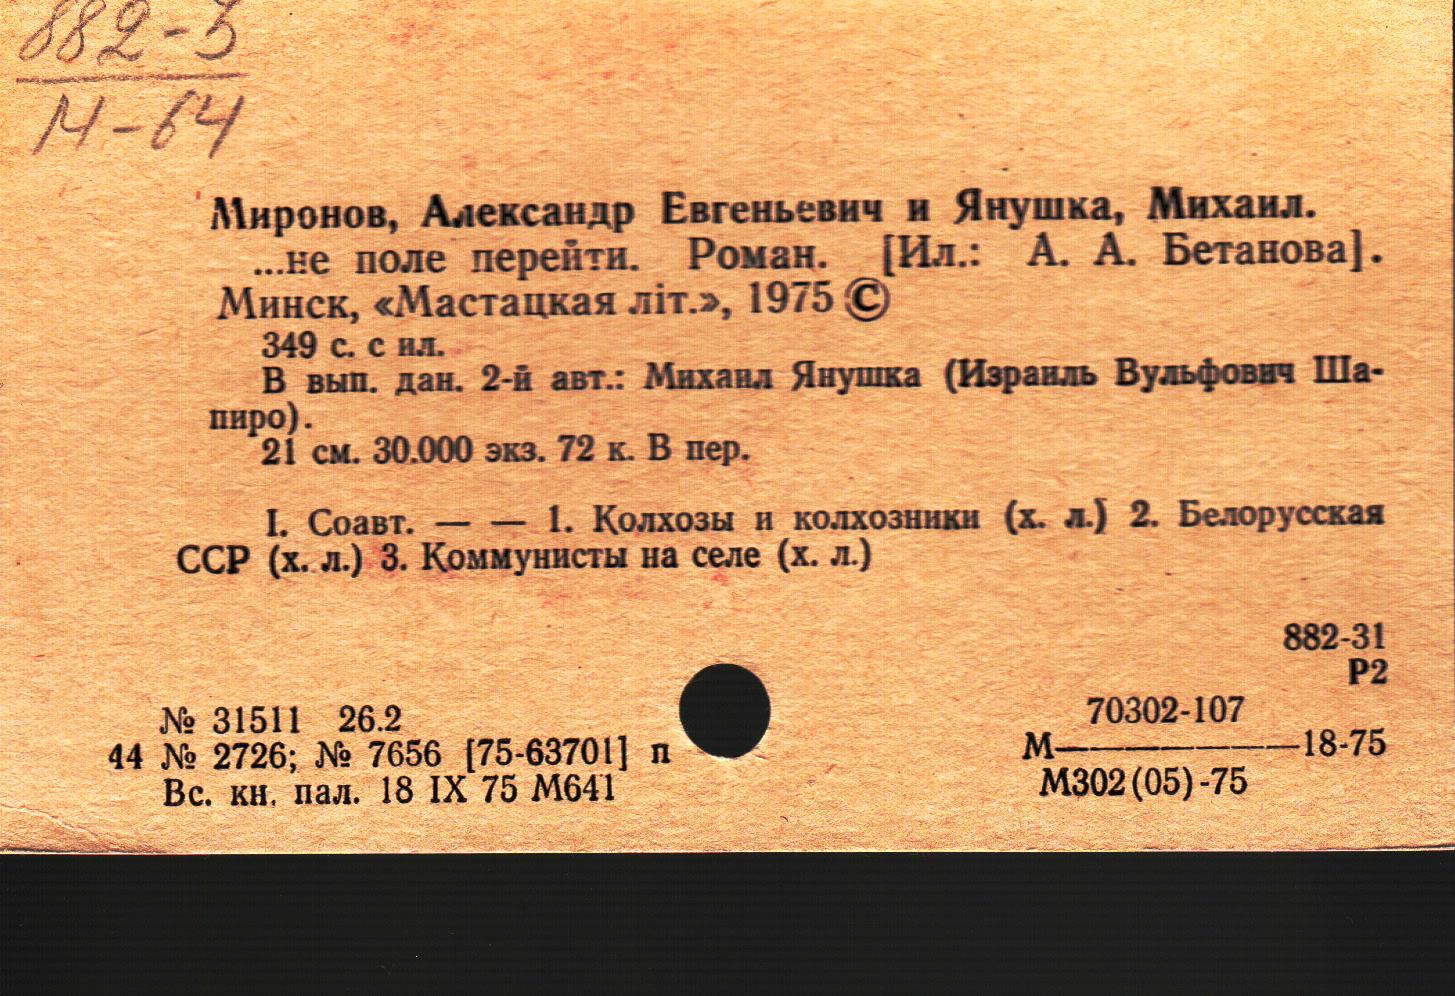 882-3
М-64
Миронов, Александр Евгеньевич и Янушка, Михаил.
...не поле перейти. Роман. [Ил.: А. А. Бетанова].
Минск, «Мастацкая літ.», 1975 ©
349 с. с ил.
В вып. дан. 2-й авт.: Михаил Янушка (Израиль Вульфович Ша-
пиро).
21 см. 30.000 экз. 72 к. В пер.
I. Соавт. — — 1. Колхозы и колхозники (х. л.) 2. Белорусская
ССР (х. л.) 3. Коммунисты на селе (х. л.)
882-31
Р2
№ 31511 26.2
44 № 2726; № 7656 [75-63701] п
Вс. кн. пал. 18 IX 75 М641
70302-107
М———————18-75
М302(05)-75